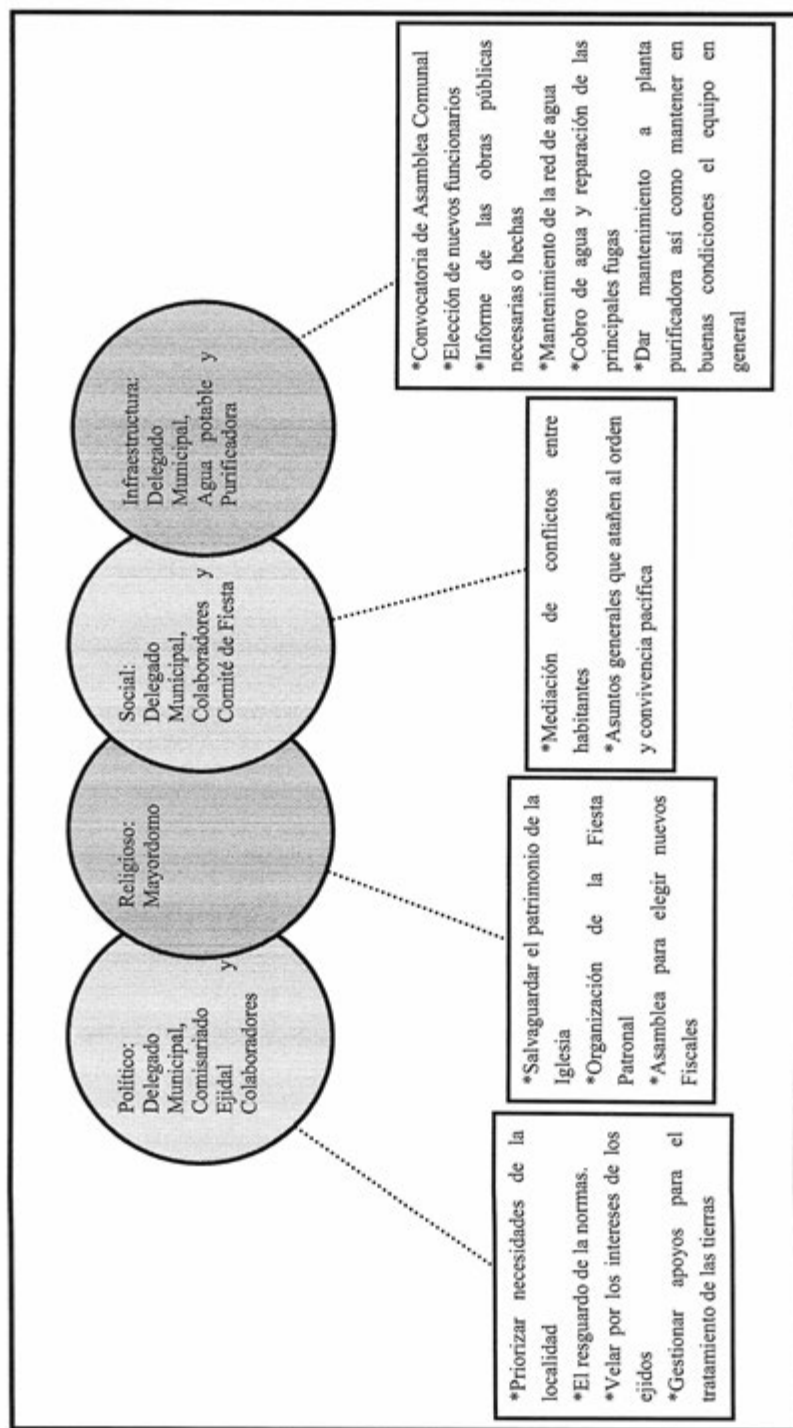 Político:
Delegado
Municipal,
Comisariado
Ejidal y
Colaboradores
Religioso:
Mayordomo
Social:
Delegado
Municipal,
Colaboradores y
Comité de Fiesta
Infraestructura:
Delegado
Municipal,
Agua potable y
Purificadora
*Priorizar necesidades de la
localidad
*El resguardo de la normas.
*Velar por los intereses de los
ejidos
*Gestionar apoyos para el
tratamiento de las tierras
*Salvaguardar el patrimonio de la
Iglesia
*Organización de la Fiesta
Patronal
*Asamblea para elegir nuevos
Fiscales
*Mediación de conflictos entre
habitantes
*Asuntos generales que atañen al orden
y convivencia pacífica
*Convocatoria de Asamblea Comunal
*Elección de nuevos funcionarios
*Informe de las obras públicas
necesarias o hechas
*Mantenimiento de la red de agua
*Cobro de agua y reparación de las
principales fugas
*Dar mantenimiento a planta
purificadora así como mantener en
buenas condiciones el equipo en
general